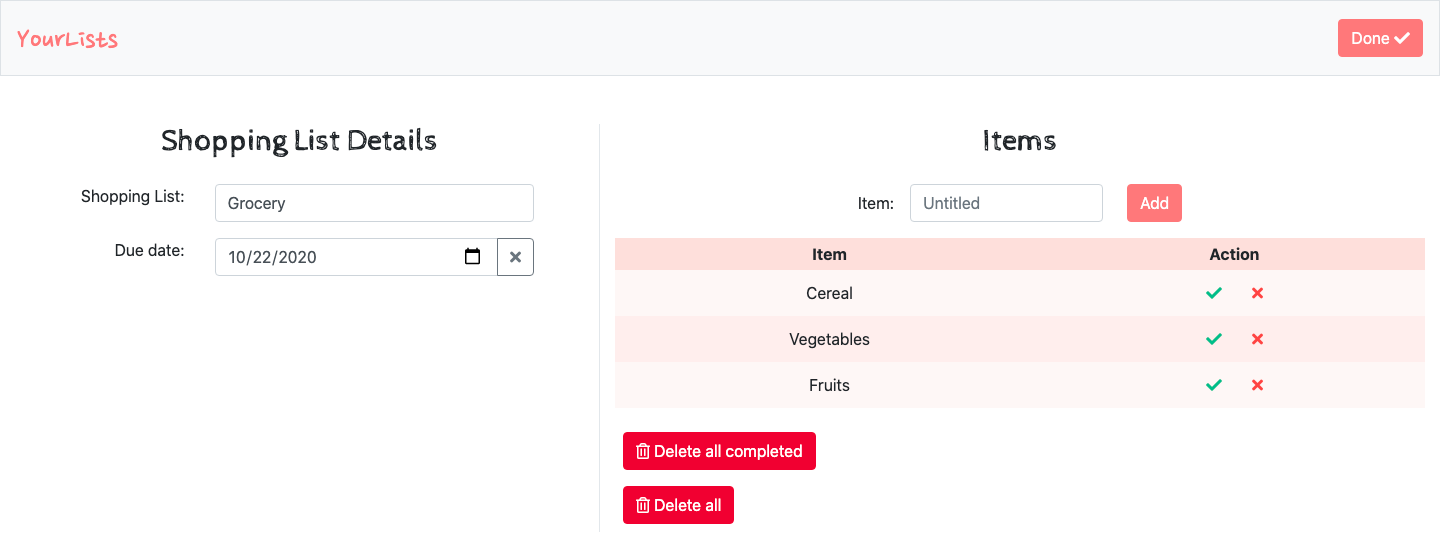 YourLists
Done
Shopping List Details
Shopping List: Grocery
Due date: 10/22/2020
Items
Item: Untitled Add
Item Action
Cereal
Vegetables
Fruits
Delete all completed
Delete all